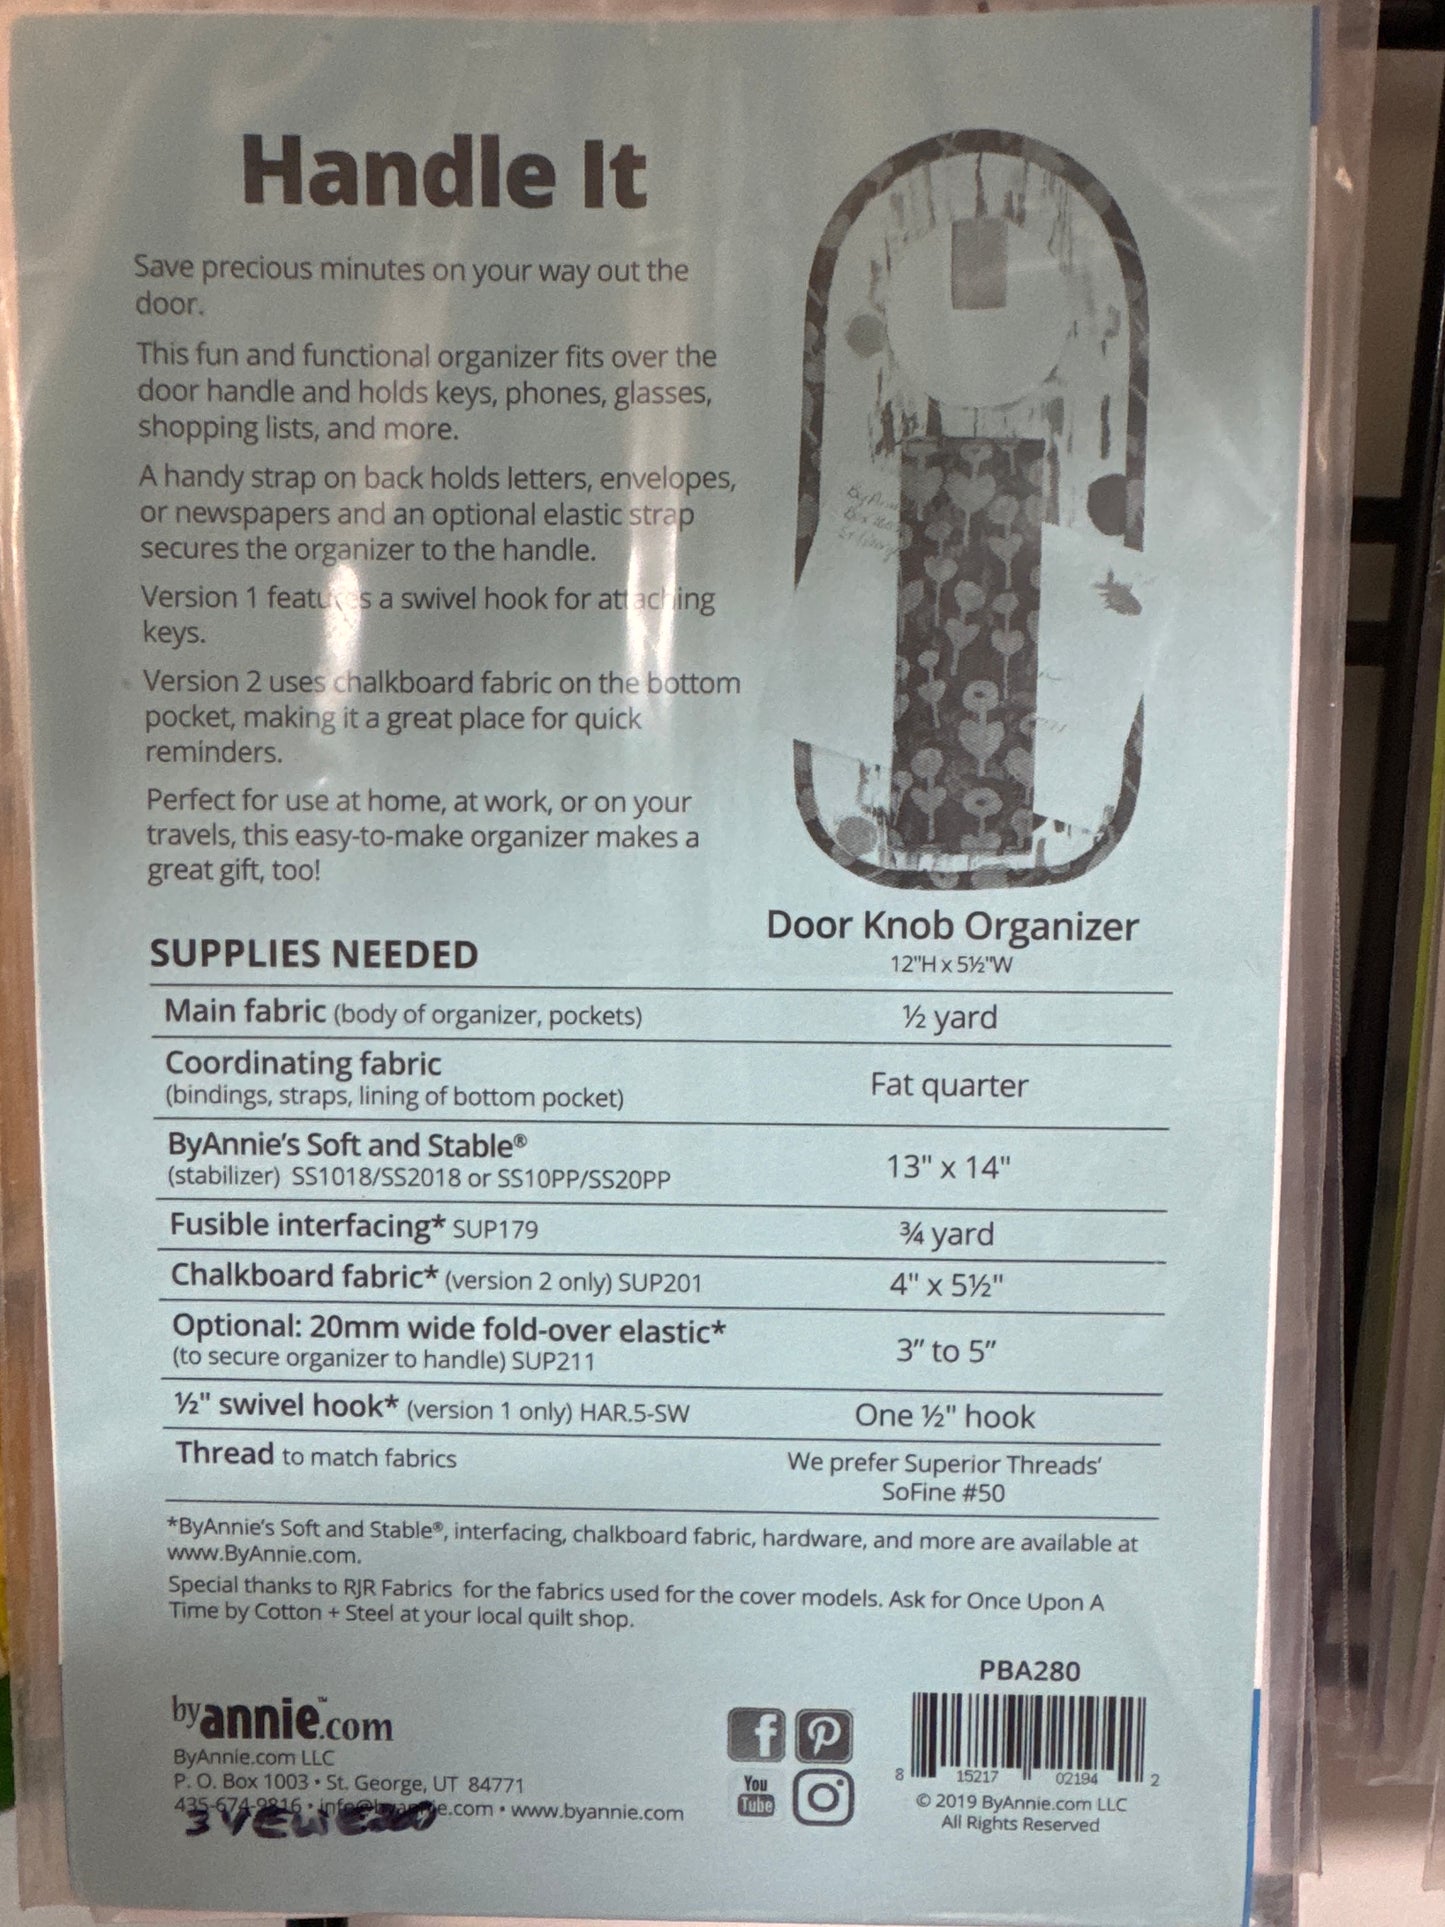 Handle It
Save precious minutes on your way out the
door.
This fun and functional organizer fits over the
door handle and holds keys, phones, glasses,
shopping lists, and more.
A handy strap on back holds letters, envelopes,
or newspapers and an optional elastic strap
secures the organizer to the handle.
Version 1 features a swivel hook for attaching
keys.
Version 2 uses chalkboard fabric on the bottom
pocket, making it a great place for quick
reminders.
Perfect for use at home, at work, or on your
travels, this easy-to-make organizer makes a
great gift, too!
Door Knob Organizer
12"H x 5½"W
SUPPLIES NEEDED
Main fabric (body of organizer, pockets) ½ yard
Coordinating fabric
(bindings, straps, lining of bottom pocket) Fat quarter
ByAnnie's Soft and Stable®
(stabilizer) SS1018/SS2018 or SS10PP/SS20PP 13" x 14"
Fusible interfacing* SUP179 ¾ yard
Chalkboard fabric* (version 2 only) SUP201 4" x 5½"
Optional: 20mm wide fold-over elastic*
(to secure organizer to handle) SUP211 3” to 5”
½" swivel hook* (version 1 only) HAR.5-SW One ½" hook
Thread to match fabrics We prefer Superior Threads’
SoFine #50
*ByAnnie's Soft and Stable®, interfacing, chalkboard fabric, hardware, and more are available at
www.ByAnnie.com.
Special thanks to RJR Fabrics for the fabrics used for the cover models. Ask for Once Upon A
Time by Cotton + Steel at your local quilt shop.
byannie.com™
ByAnnie.com LLC
P. O. Box 1003 • St. George, UT 84771
435-674-9816 • info@byannie.com • www.byannie.com
You
Tube
PBA280
8 15217 02194 2
© 2019 ByAnnie.com LLC
All Rights Reserved